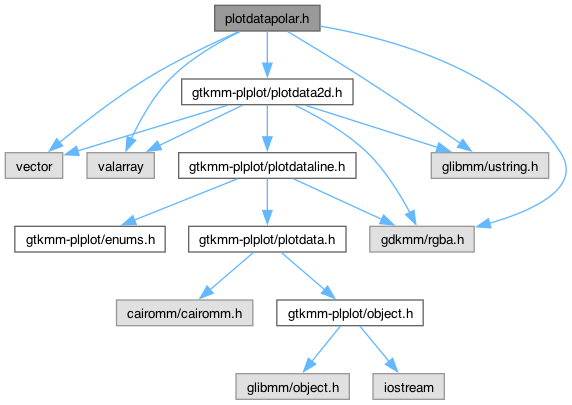 plotdatapolar.h
gtkmm-plplot/plotdata2d.h
vector
valarray
gtkmm-plplot/plotdataline.h
glibmm/ustring.h
gtkmm-plplot/enums.h
gtkmm-plplot/plotdata.h
gdkmm/rgba.h
cairomm/cairomm.h
gtkmm-plplot/object.h
glibmm/object.h
iostream